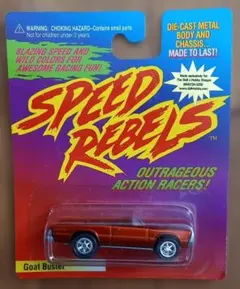 WARNING: CHOKING HAZARD—Contains small parts.
Not for children under 3 years.
BLAZING SPEED AND
WILD COLORS FOR
AWESOME RACING FUN!
DIE-CAST METAL
BODY AND
CHASSIS...
MADE TO LAST!
SPEED
REBELS
TM
OUTRAGEOUS
ACTION RACERS!
Goat Buster